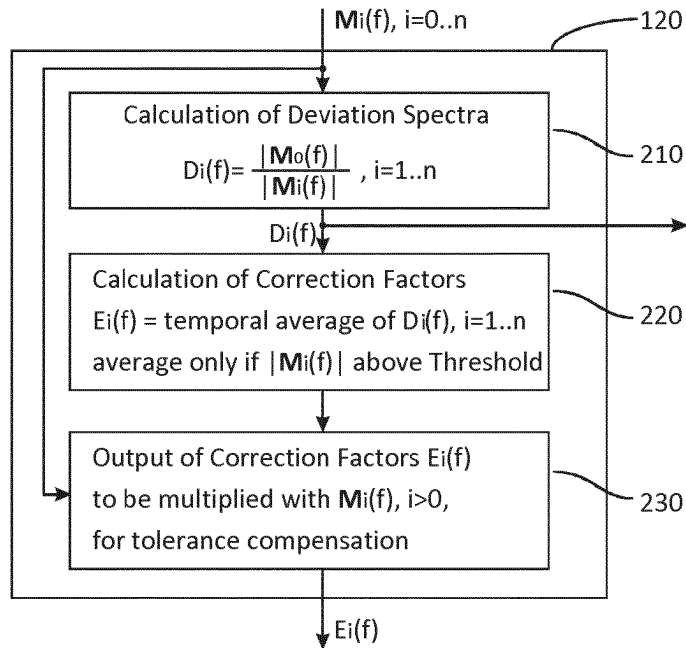 Mi(f), i=0..n
120
Calculation of Deviation Spectra
Di(f)= |M0(f)| / |Mi(f)| , i=1..n
210
Di(f)
Calculation of Correction Factors
Ei(f) = temporal average of Di(f), i=1..n
average only if |Mi(f)| above Threshold
220
Output of Correction Factors Ei(f)
to be multiplied with Mi(f), i>0,
for tolerance compensation
230
Ei(f)